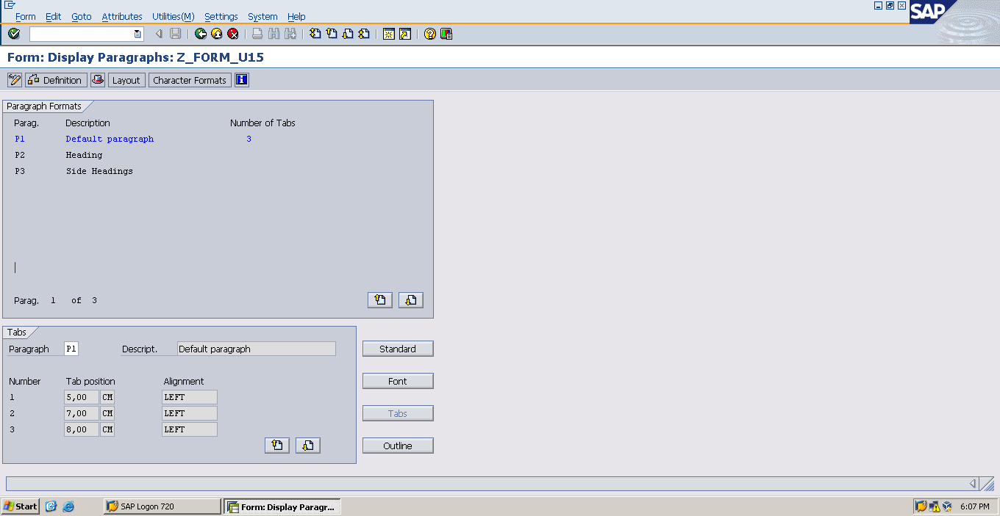 Form Edit Goto Attributes Utilities(M) Settings System Help
SAP
Form: Display Paragraphs: Z_FORM_U15
Definition Layout Character Formats
Paragraph Formats
Parag. Description Number of Tabs
P1 Default paragraph 3
P2 Heading
P3 Side Headings
Parag. 1 of 3
Tabs
Paragraph P1 Descript. Default paragraph
Standard
Number Tab position Alignment
Font
1 5,00 CM LEFT
2 7,00 CM LEFT
Tabs
3 8,00 CM LEFT
Outline
Start SAP Logon 720 Form: Display Paragr... 6:07 PM